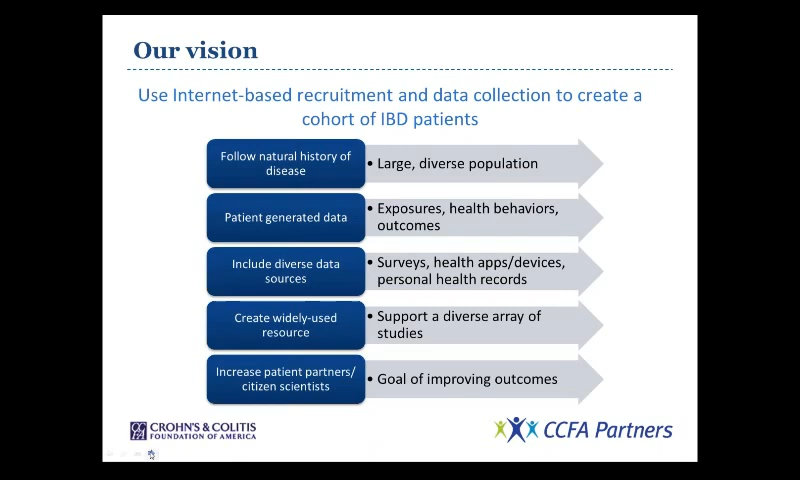 Our vision
Use Internet-based recruitment and data collection to create a
cohort of IBD patients
Follow natural history of
disease
• Large, diverse population
Patient generated data
• Exposures, health behaviors,
outcomes
Include diverse data
sources
• Surveys, health apps/devices,
personal health records
Create widely-used
resource
• Support a diverse array of
studies
Increase patient partners/
citizen scientists
• Goal of improving outcomes
CROHN'S & COLITIS
FOUNDATION OF AMERICA
CCFA Partners